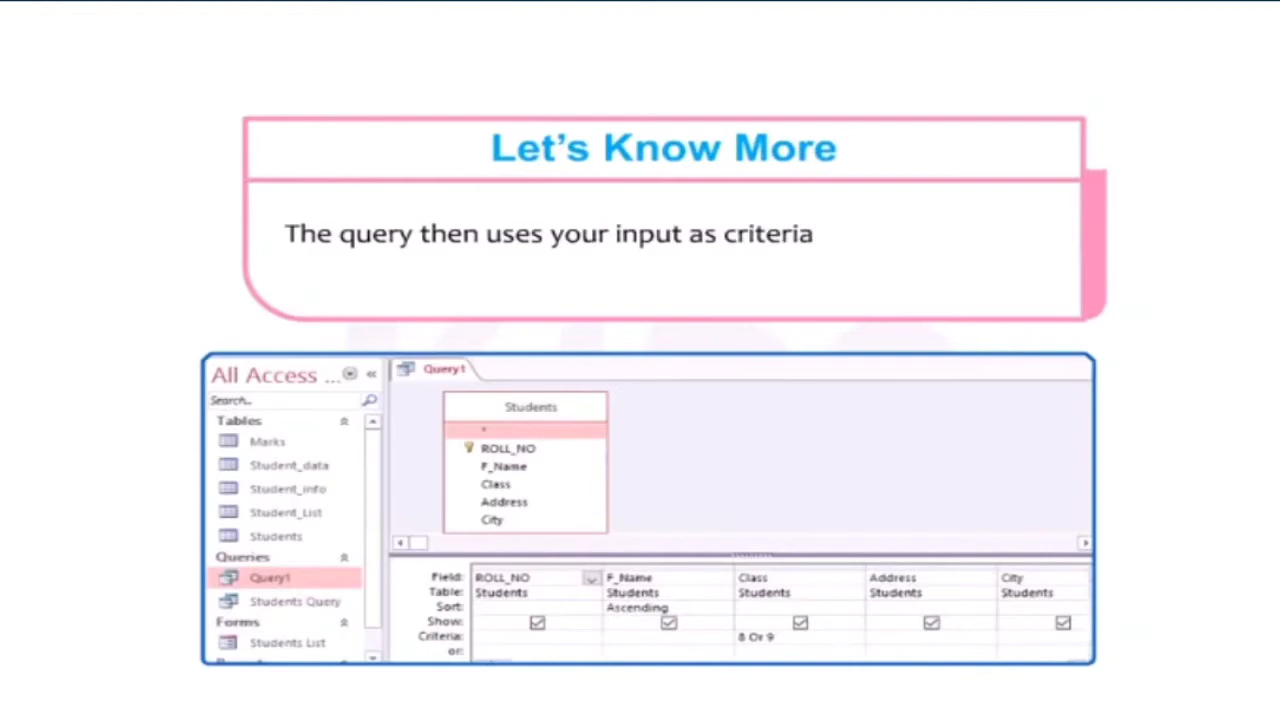 Let's Know More
The query then uses your input as criteria
All Access ...
Search..
Tables
Marks
Student_data
Student_info
Student_List
Students
Queries
Query1
Students Query
Forms
Students List
Query1
Students
*
ROLL_NO
F_Name
Class
Address
City
Field: ROLL_NO F_Name Class Address City
Table: Students Students Students Students Students
Sort: Ascending
Show:
Criteria: 8 Or 9
or: